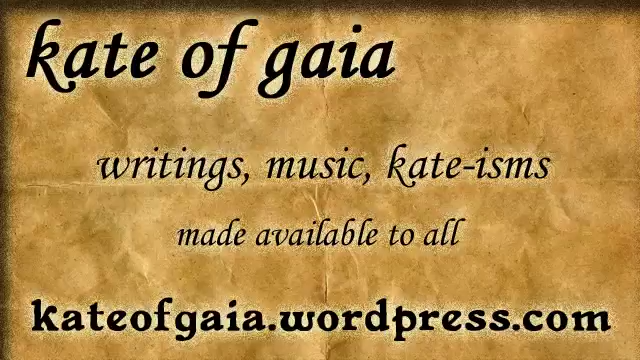 kate of gaia
writings, music, kate-isms
made available to all
kateofgaia.wordpress.com